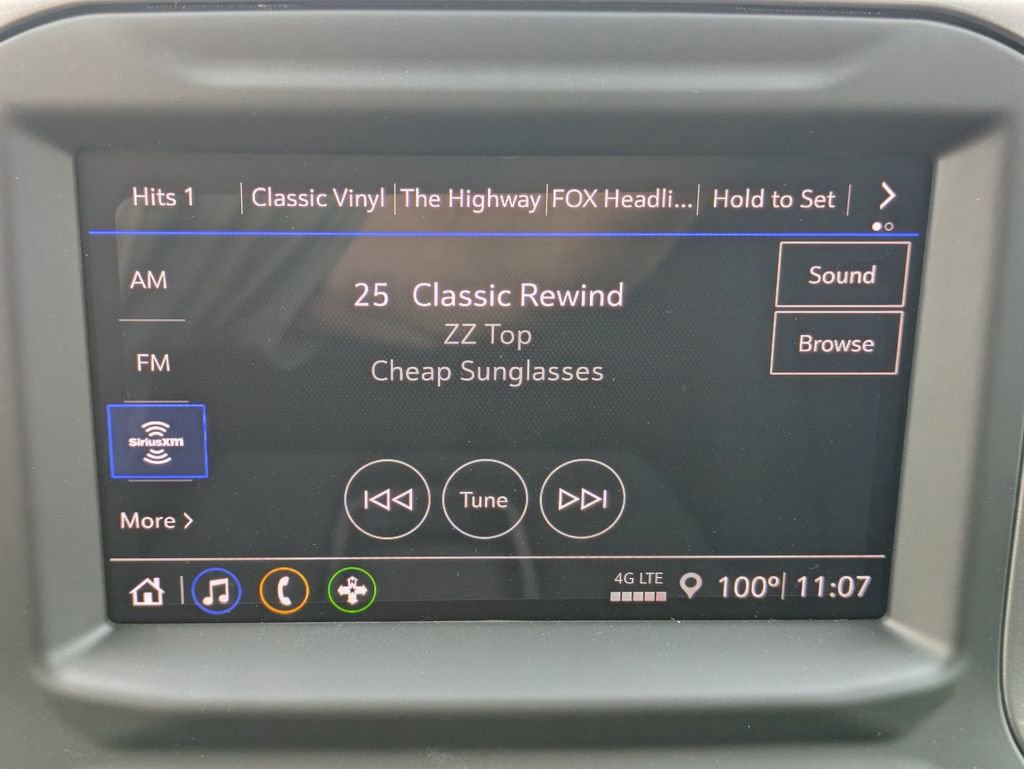 Hits 1 | Classic Vinyl | The Highway | FOX Headli... | Hold to Set |
AM
25 Classic Rewind
Sound
ZZ Top
Browse
FM
Cheap Sunglasses
SiriusXM
Tune
More >
4G LTE
100° | 11:07